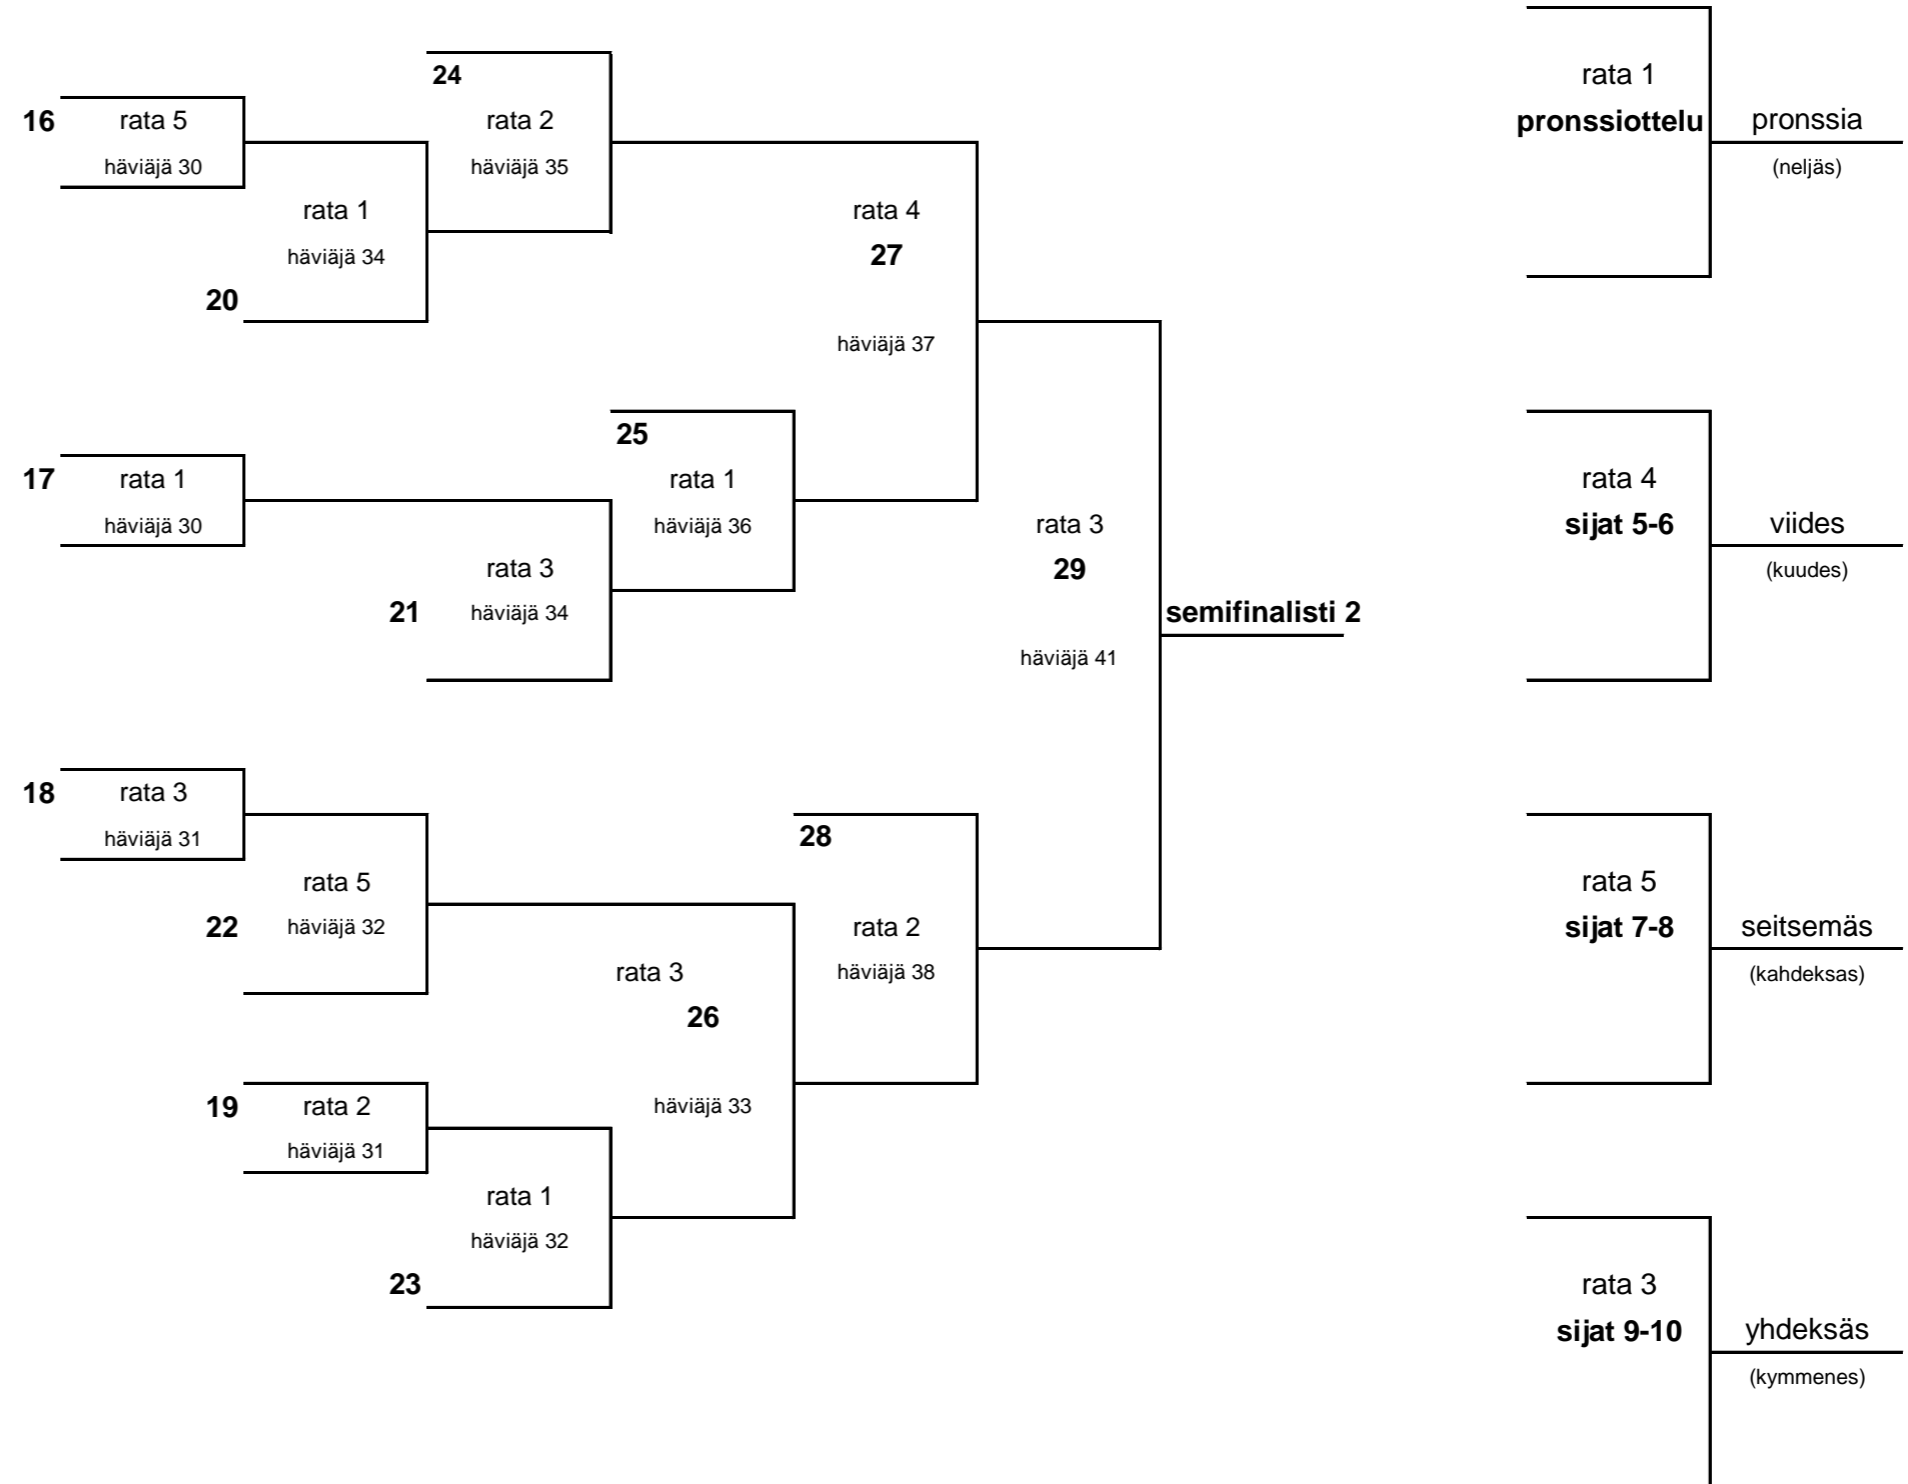 24
16
rata 5
häviäjä 30
rata 2
häviäjä 35
rata 1
häviäjä 34
20
rata 4
27
häviäjä 37
17
rata 1
häviäjä 30
25
rata 1
häviäjä 36
21
rata 3
häviäjä 34
rata 3
29
häviäjä 41
semifinalisti 2
18
rata 3
häviäjä 31
22
rata 5
häviäjä 32
28
rata 2
häviäjä 38
rata 3
26
häviäjä 33
19
rata 2
häviäjä 31
rata 1
häviäjä 32
23
rata 1
pronssiottelu
pronssia
(neljäs)
rata 4
sijat 5-6
viides
(kuudes)
rata 5
sijat 7-8
seitsemäs
(kahdeksas)
rata 3
sijat 9-10
yhdeksäs
(kymmenes)